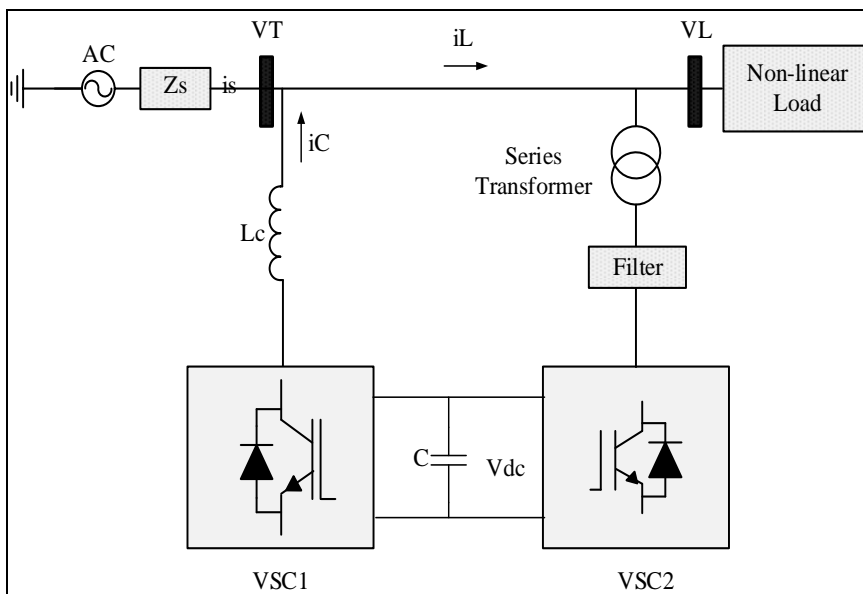 VT
iL
VL
AC
Zs
is
Non-linear
Load
iC
Series
Transformer
Lc
Filter
C
Vdc
VSC1
VSC2